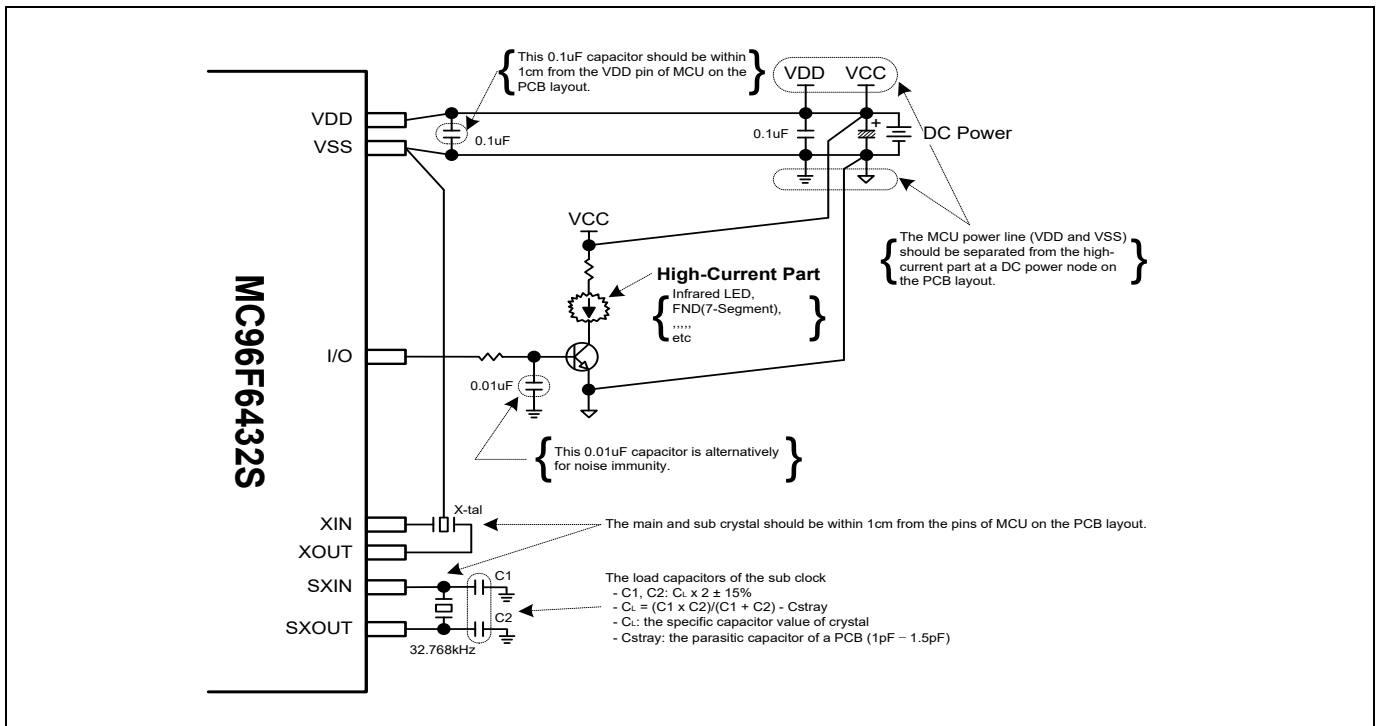 This 0.1uF capacitor should be within
1cm from the VDD pin of MCU on the
PCB layout.
VDD VCC
VDD
VSS
0.1uF
0.1uF
+
DC Power
VCC
The MCU power line (VDD and VSS)
should be separated from the high-
current part at a DC power node on
the PCB layout.
High-Current Part
Infrared LED,
FND(7-Segment),
,,,,,
etc
MC96F6432S
I/O
0.01uF
This 0.01uF capacitor is alternatively
for noise immunity.
X-tal
XIN
XOUT
The main and sub crystal should be within 1cm from the pins of MCU on the PCB layout.
SXIN
SXOUT
C1
C2
32.768kHz
The load capacitors of the sub clock
- C1, C2: CL x 2 ± 15%
- CL = (C1 x C2)/(C1 + C2) - Cstray
- CL: the specific capacitor value of crystal
- Cstray: the parasitic capacitor of a PCB (1pF – 1.5pF)